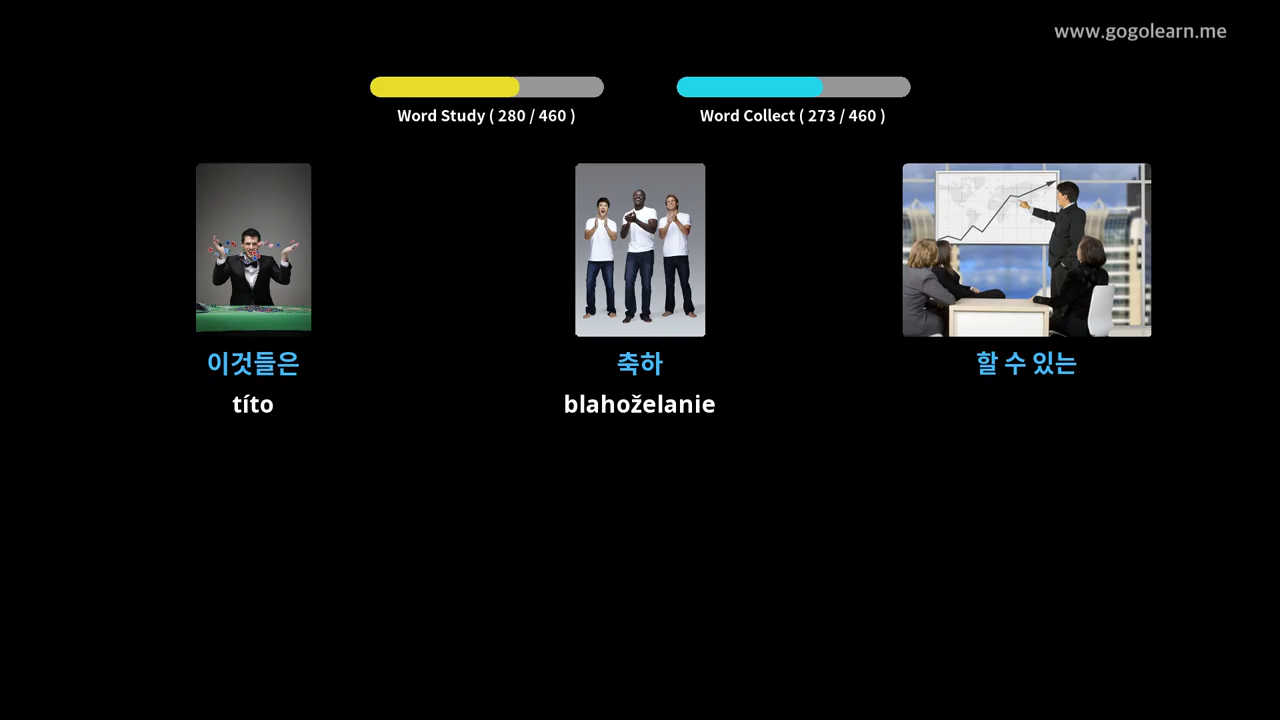 www.gogolearn.me
Word Study ( 280 / 460 )
Word Collect ( 273 / 460 )
이것들은
축하
할 수 있는
títo
blahoželanie